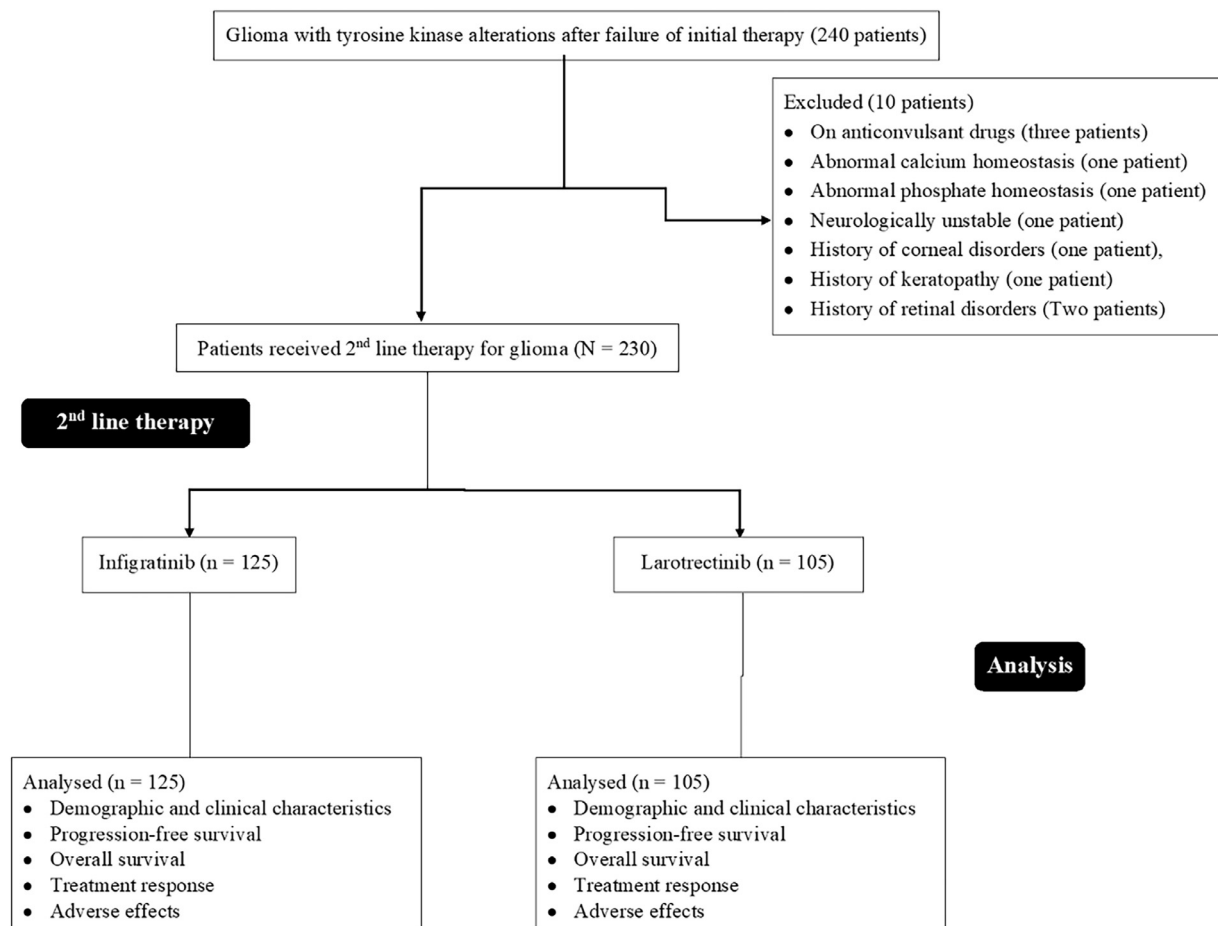 Glioma with tyrosine kinase alterations after failure of initial therapy (240 patients)
Excluded (10 patients)
● On anticonvulsant drugs (three patients)
● Abnormal calcium homeostasis (one patient)
● Abnormal phosphate homeostasis (one patient)
● Neurologically unstable (one patient)
● History of corneal disorders (one patient),
● History of keratopathy (one patient)
● History of retinal disorders (Two patients)
Patients received 2nd line therapy for glioma (N = 230)
2nd line therapy
Infigratinib (n = 125)
Larotrectinib (n = 105)
Analysis
Analysed (n = 125)
● Demographic and clinical characteristics
● Progression-free survival
● Overall survival
● Treatment response
● Adverse effects
Analysed (n = 105)
● Demographic and clinical characteristics
● Progression-free survival
● Overall survival
● Treatment response
● Adverse effects